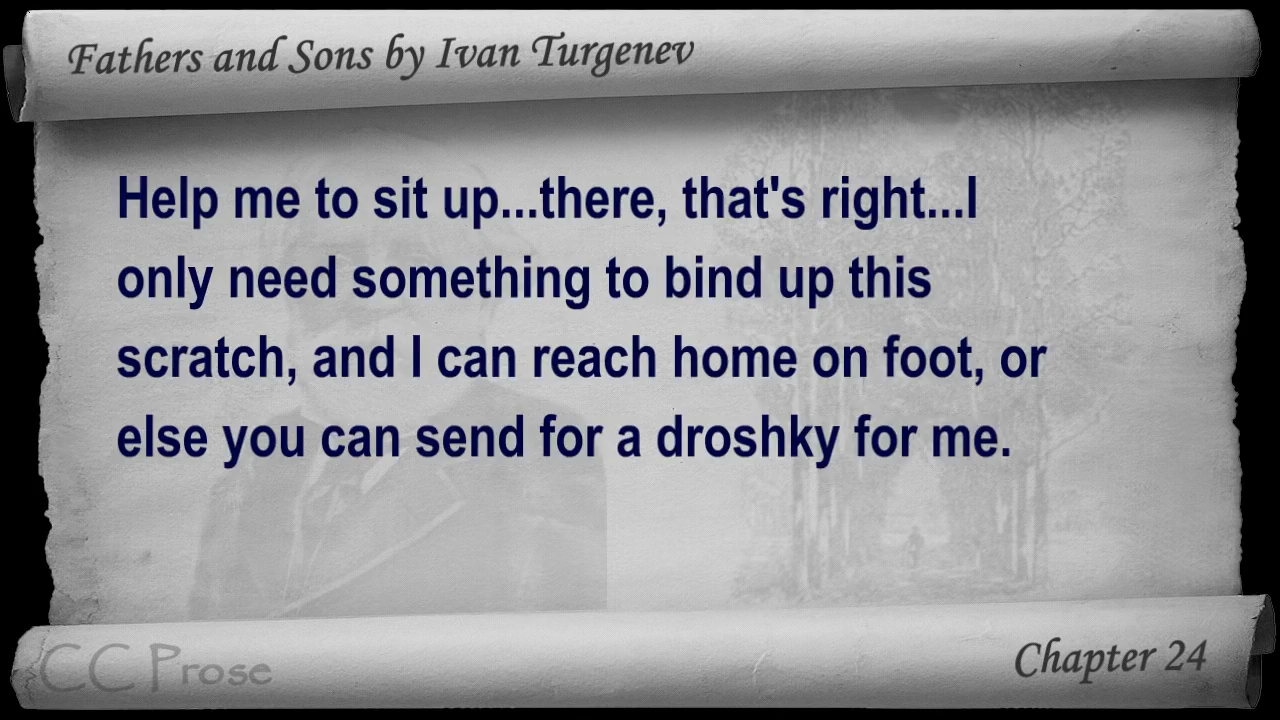 Fathers and Sons by Ivan Turgenev
Help me to sit up...there, that's right...I
only need something to bind up this
scratch, and I can reach home on foot, or
else you can send for a droshky for me.
CC Prose
Chapter 24